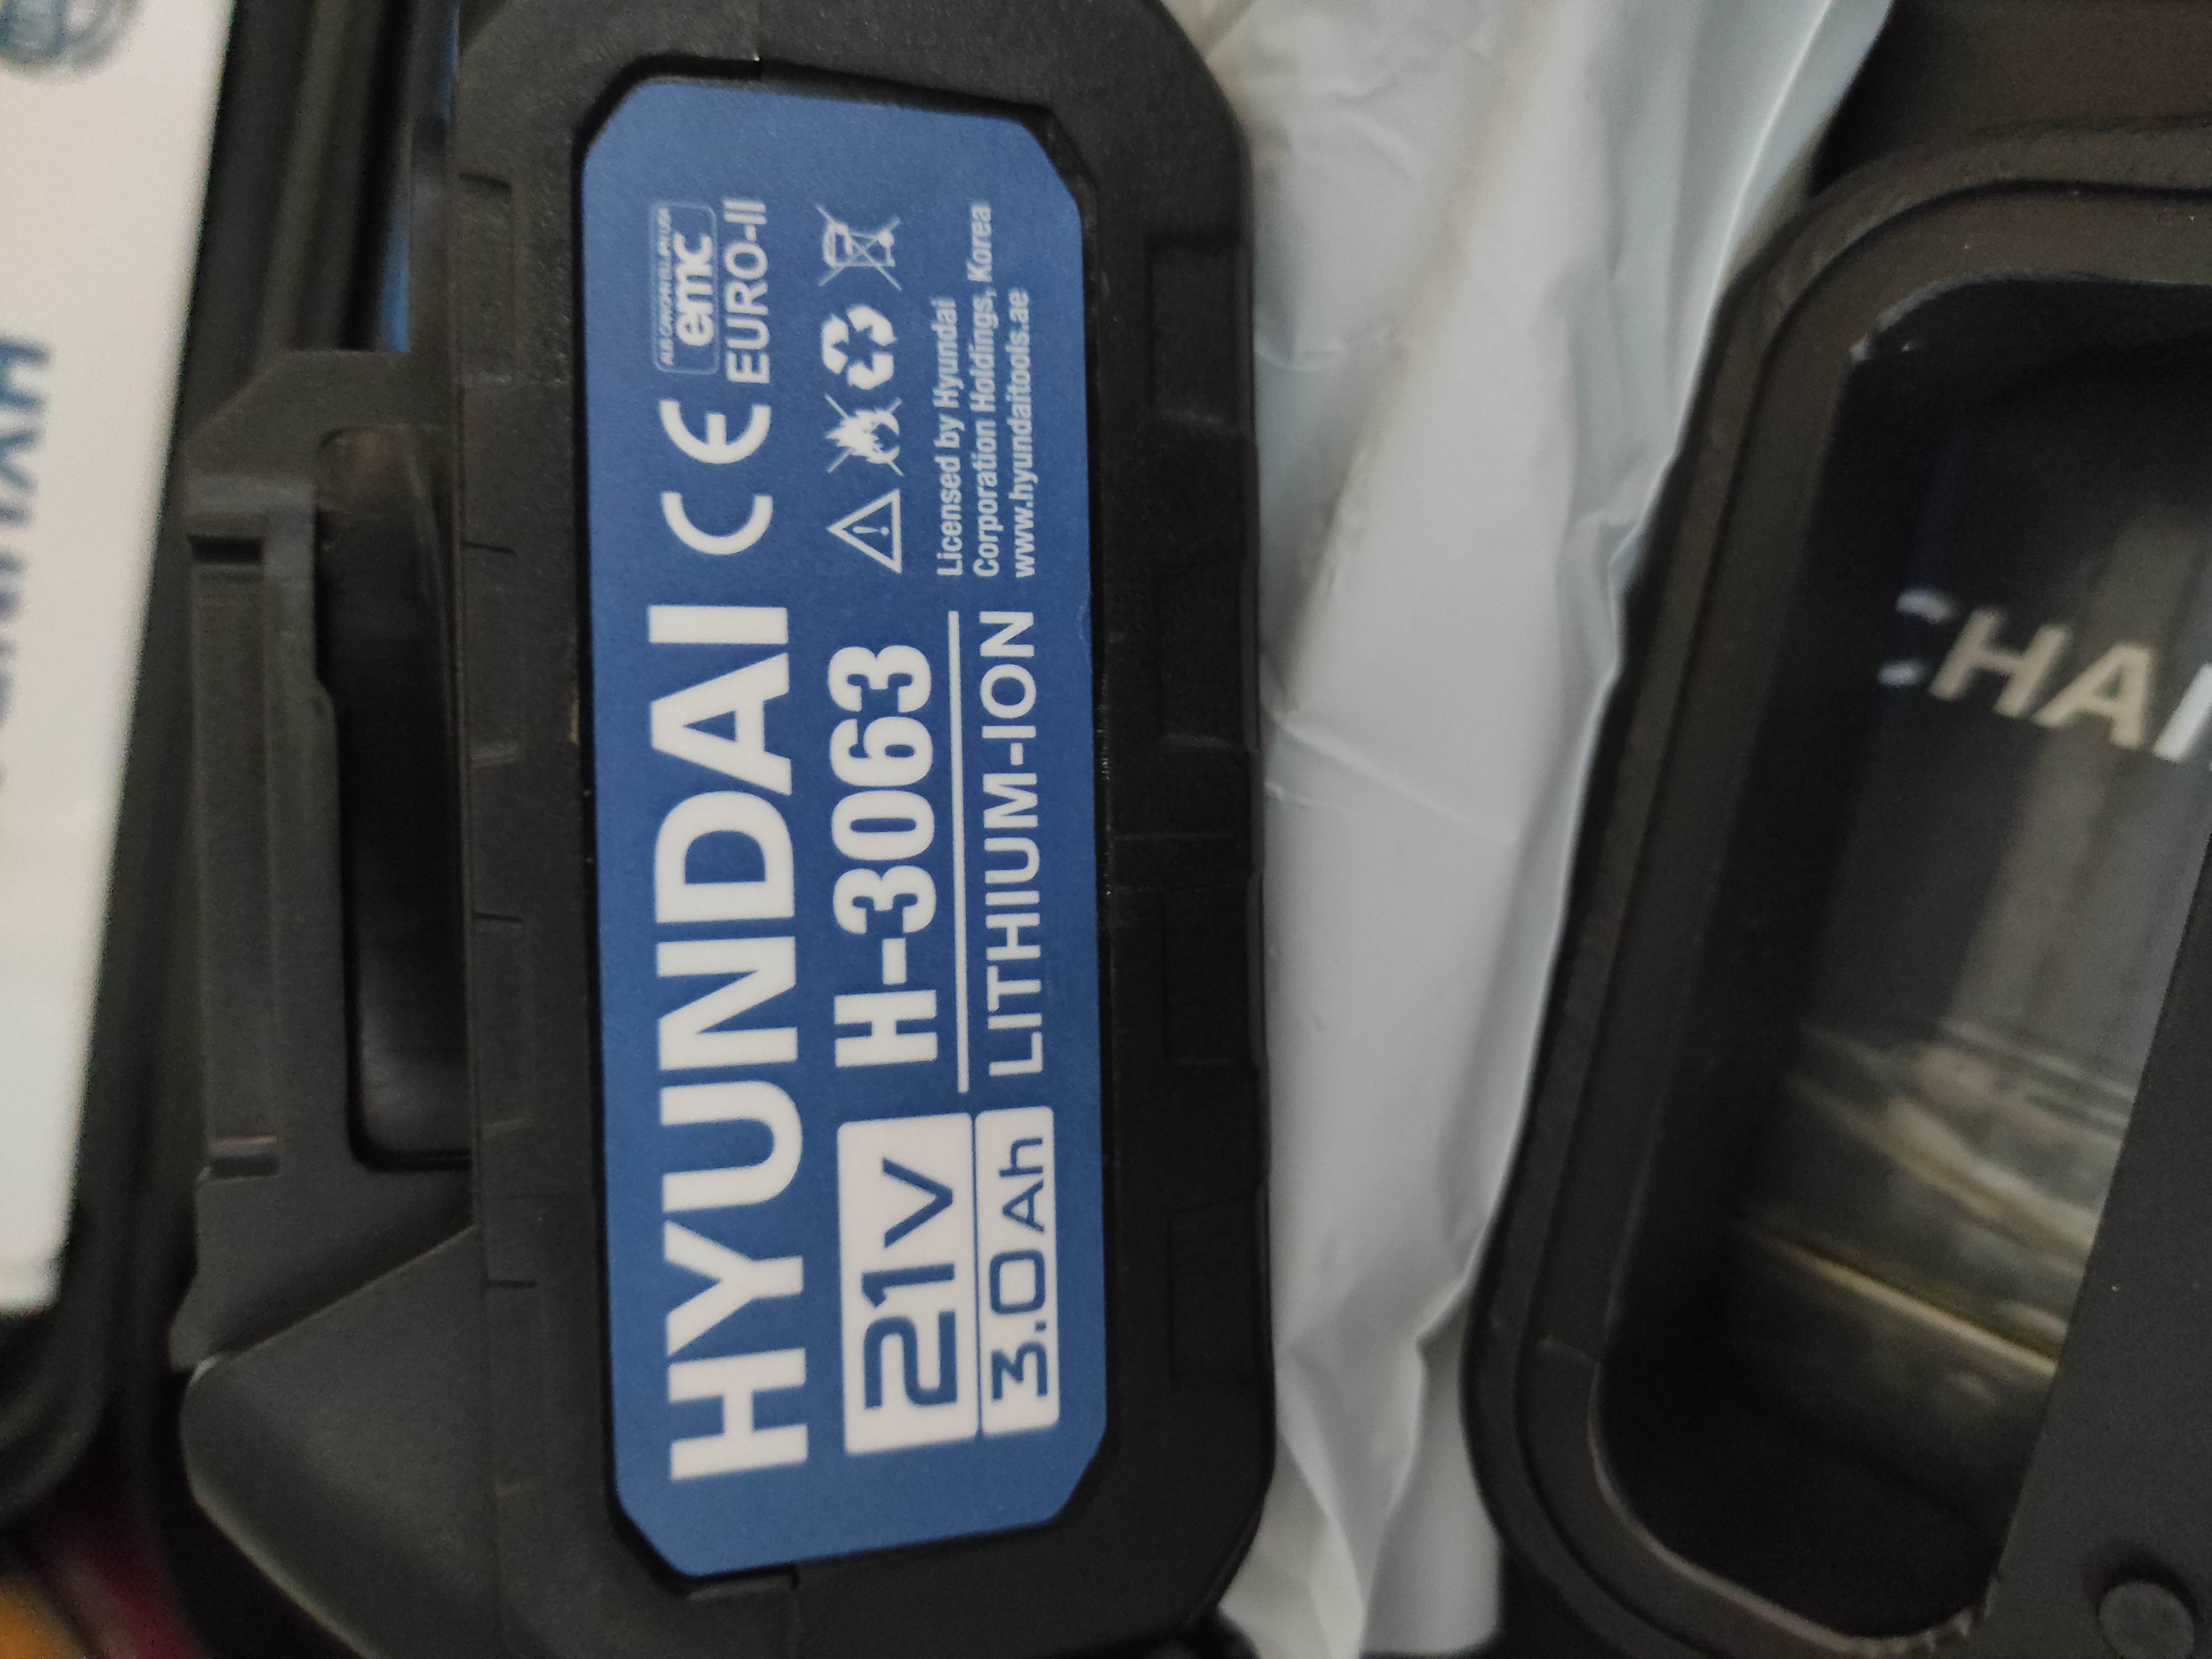 HYUNDAI
CE
emc
EURO-II
21V
H-3063
3.0Ah
LITHIUM-ION
Licensed by Hyundai
Corporation Holdings, Korea
www.hyundaitools.ae
HA